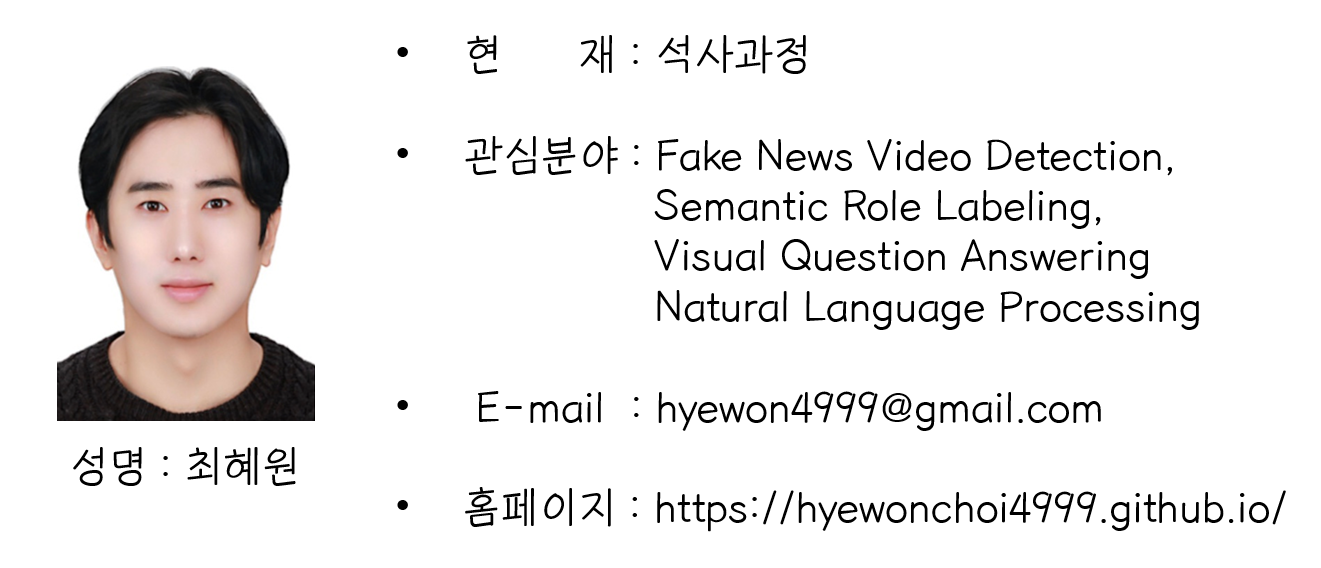 • 현 재 : 석사과정
• 관심분야 : Fake News Video Detection,
Semantic Role Labeling,
Visual Question Answering
Natural Language Processing
• E-mail : hyewon4999@gmail.com
• 홈페이지 : https://hyewonchoi4999.github.io/
성명 : 최혜원